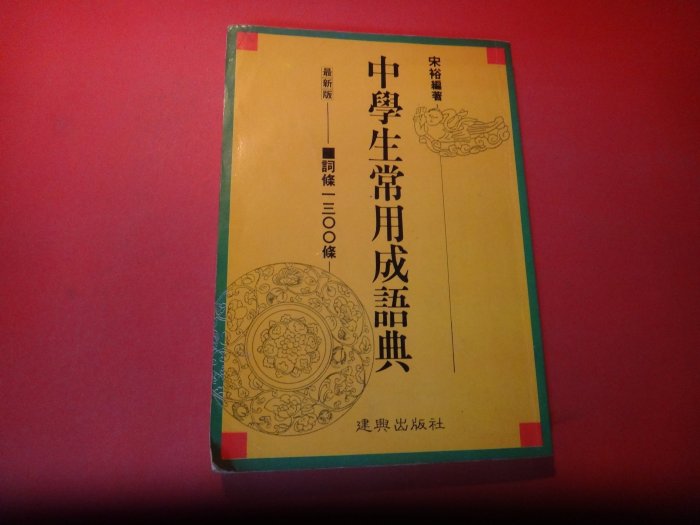 宋裕編著
中學生常用成語典
最新版
■詞條一三〇〇條
建興出版社